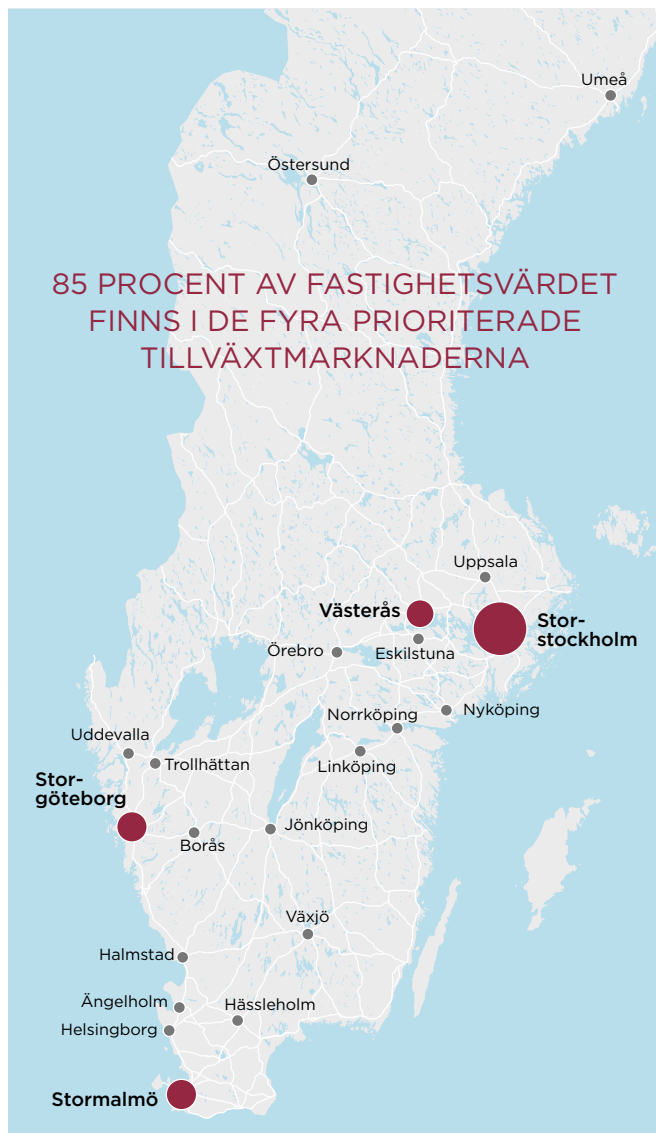 Umeå
Östersund
85 PROCENT AV FASTIGHETSVÄRDET
FINNS I DE FYRA PRIORITERADE
TILLVÄXTMARKNADERNA
Uppsala
Västerås
Stor-
stockholm
Örebro
Eskilstuna
Norrköping
Nyköping
Uddevalla
Trollhättan
Linköping
Stor-
göteborg
Borås
Jönköping
Växjö
Halmstad
Ängelholm
Hässleholm
Helsingborg
Stormalmö